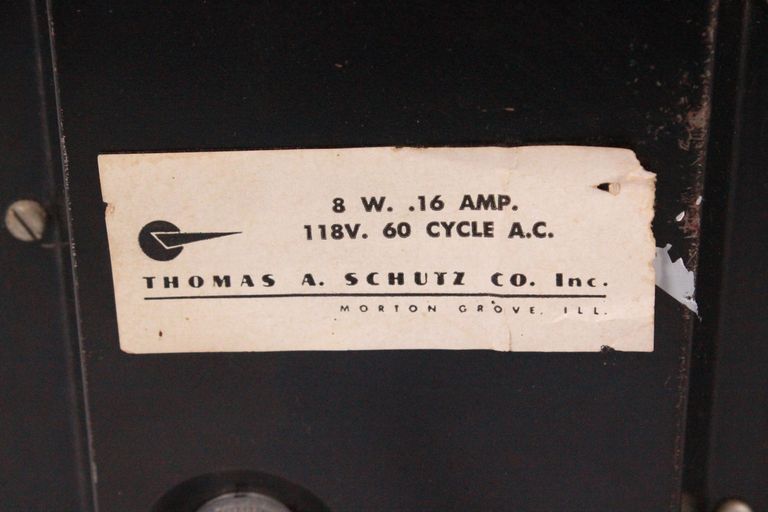 8 W. .16 AMP.
118V. 60 CYCLE A.C.
THOMAS A. SCHUTZ CO. Inc.
MORTON GROVE, ILL.